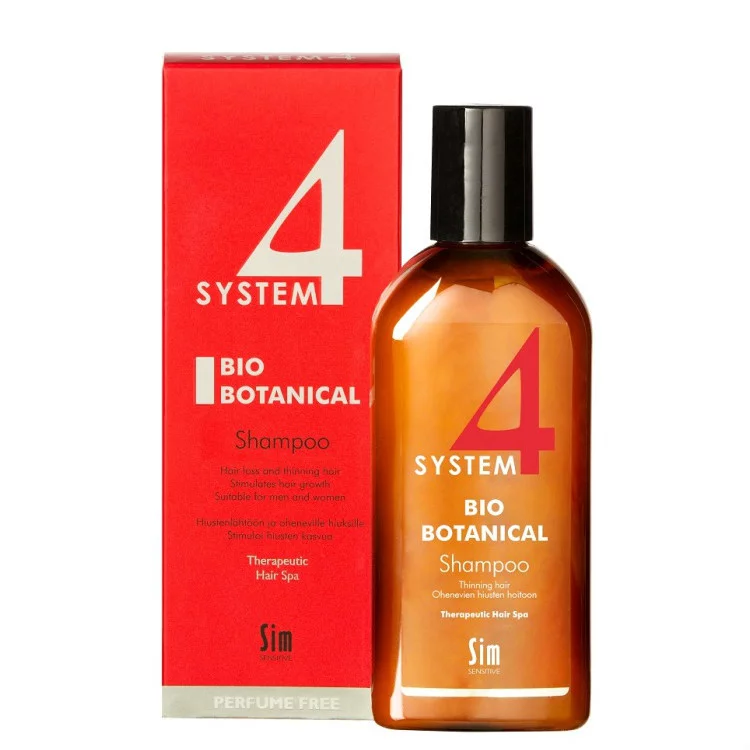 SYSTEM 4
SYSTEM 4
BIO
BOTANICAL
Shampoo
Hair loss and thinning hair
Stimulates hair growth
Suitable for men and women
Hiustenlähtöön ja oheneville hiuksille
Stimuloi hiusten kasvua
Therapeutic
Hair Spa
Sim
SENSITIVE
PERFUME FREE
SYSTEM 4
BIO
BOTANICAL
Shampoo
Thinning hair
Ohenevien hiusten hoitoon
Therapeutic Hair Spa
Sim
SENSITIVE